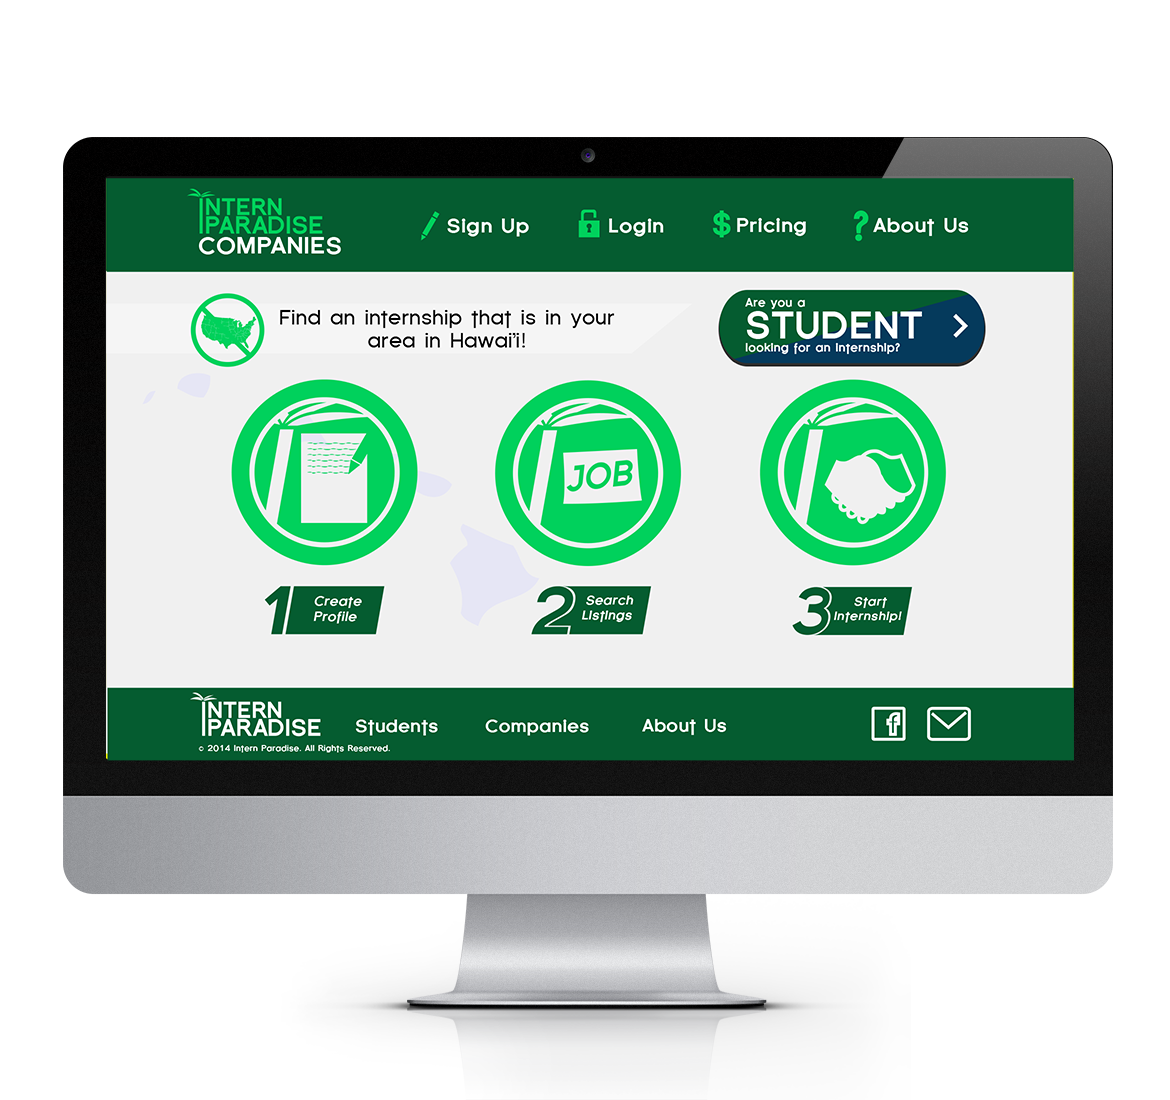 INTERN
PARADISE
COMPANIES
Sign Up
Login
$ Pricing
? About Us
Find an internship that is in your
area in Hawai'i!
Are you a
STUDENT
looking for an internship?
JOB
1 Create
Profile
2 Search
Listings
3 Start
Internship!
INTERN
PARADISE
Students
Companies
About Us
f
© 2014 Intern Paradise. All Rights Reserved.